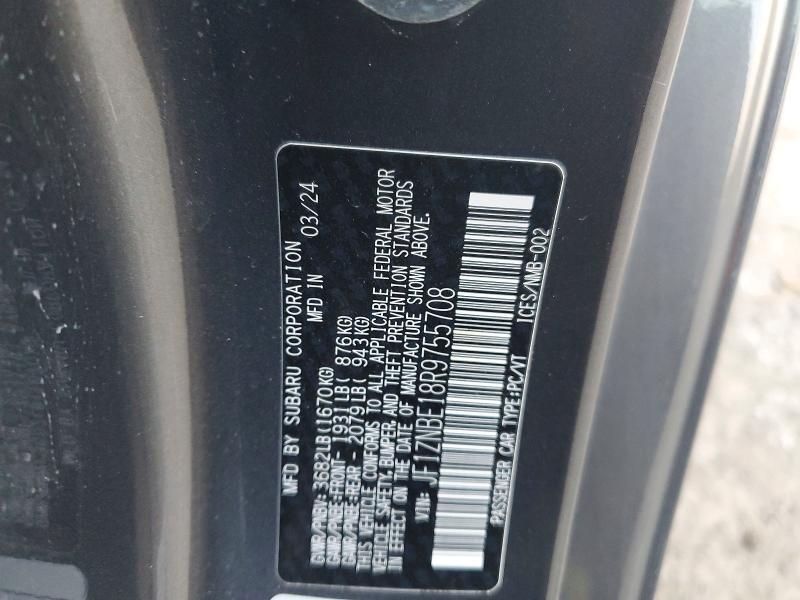 MFD BY SUBARU CORPORATION
MFD IN 03/24
GVWR/PNBV: 3682LB(1670KG)
GAWR/PNBE:FRONT- 1931LB( 876KG)
GAWR/PNBE:REAR - 2079LB( 943KG)
THIS VEHICLE CONFORMS TO ALL APPLICABLE FEDERAL MOTOR
VEHICLE SAFETY, BUMPER, AND THEFT PREVENTION STANDARDS
IN EFFECT ON THE DATE OF MANUFACTURE SHOWN ABOVE.
VIN: JF1ZNBE18R9755708
PASSENGER CAR TYPE:PC/VT ICES/NMB-002